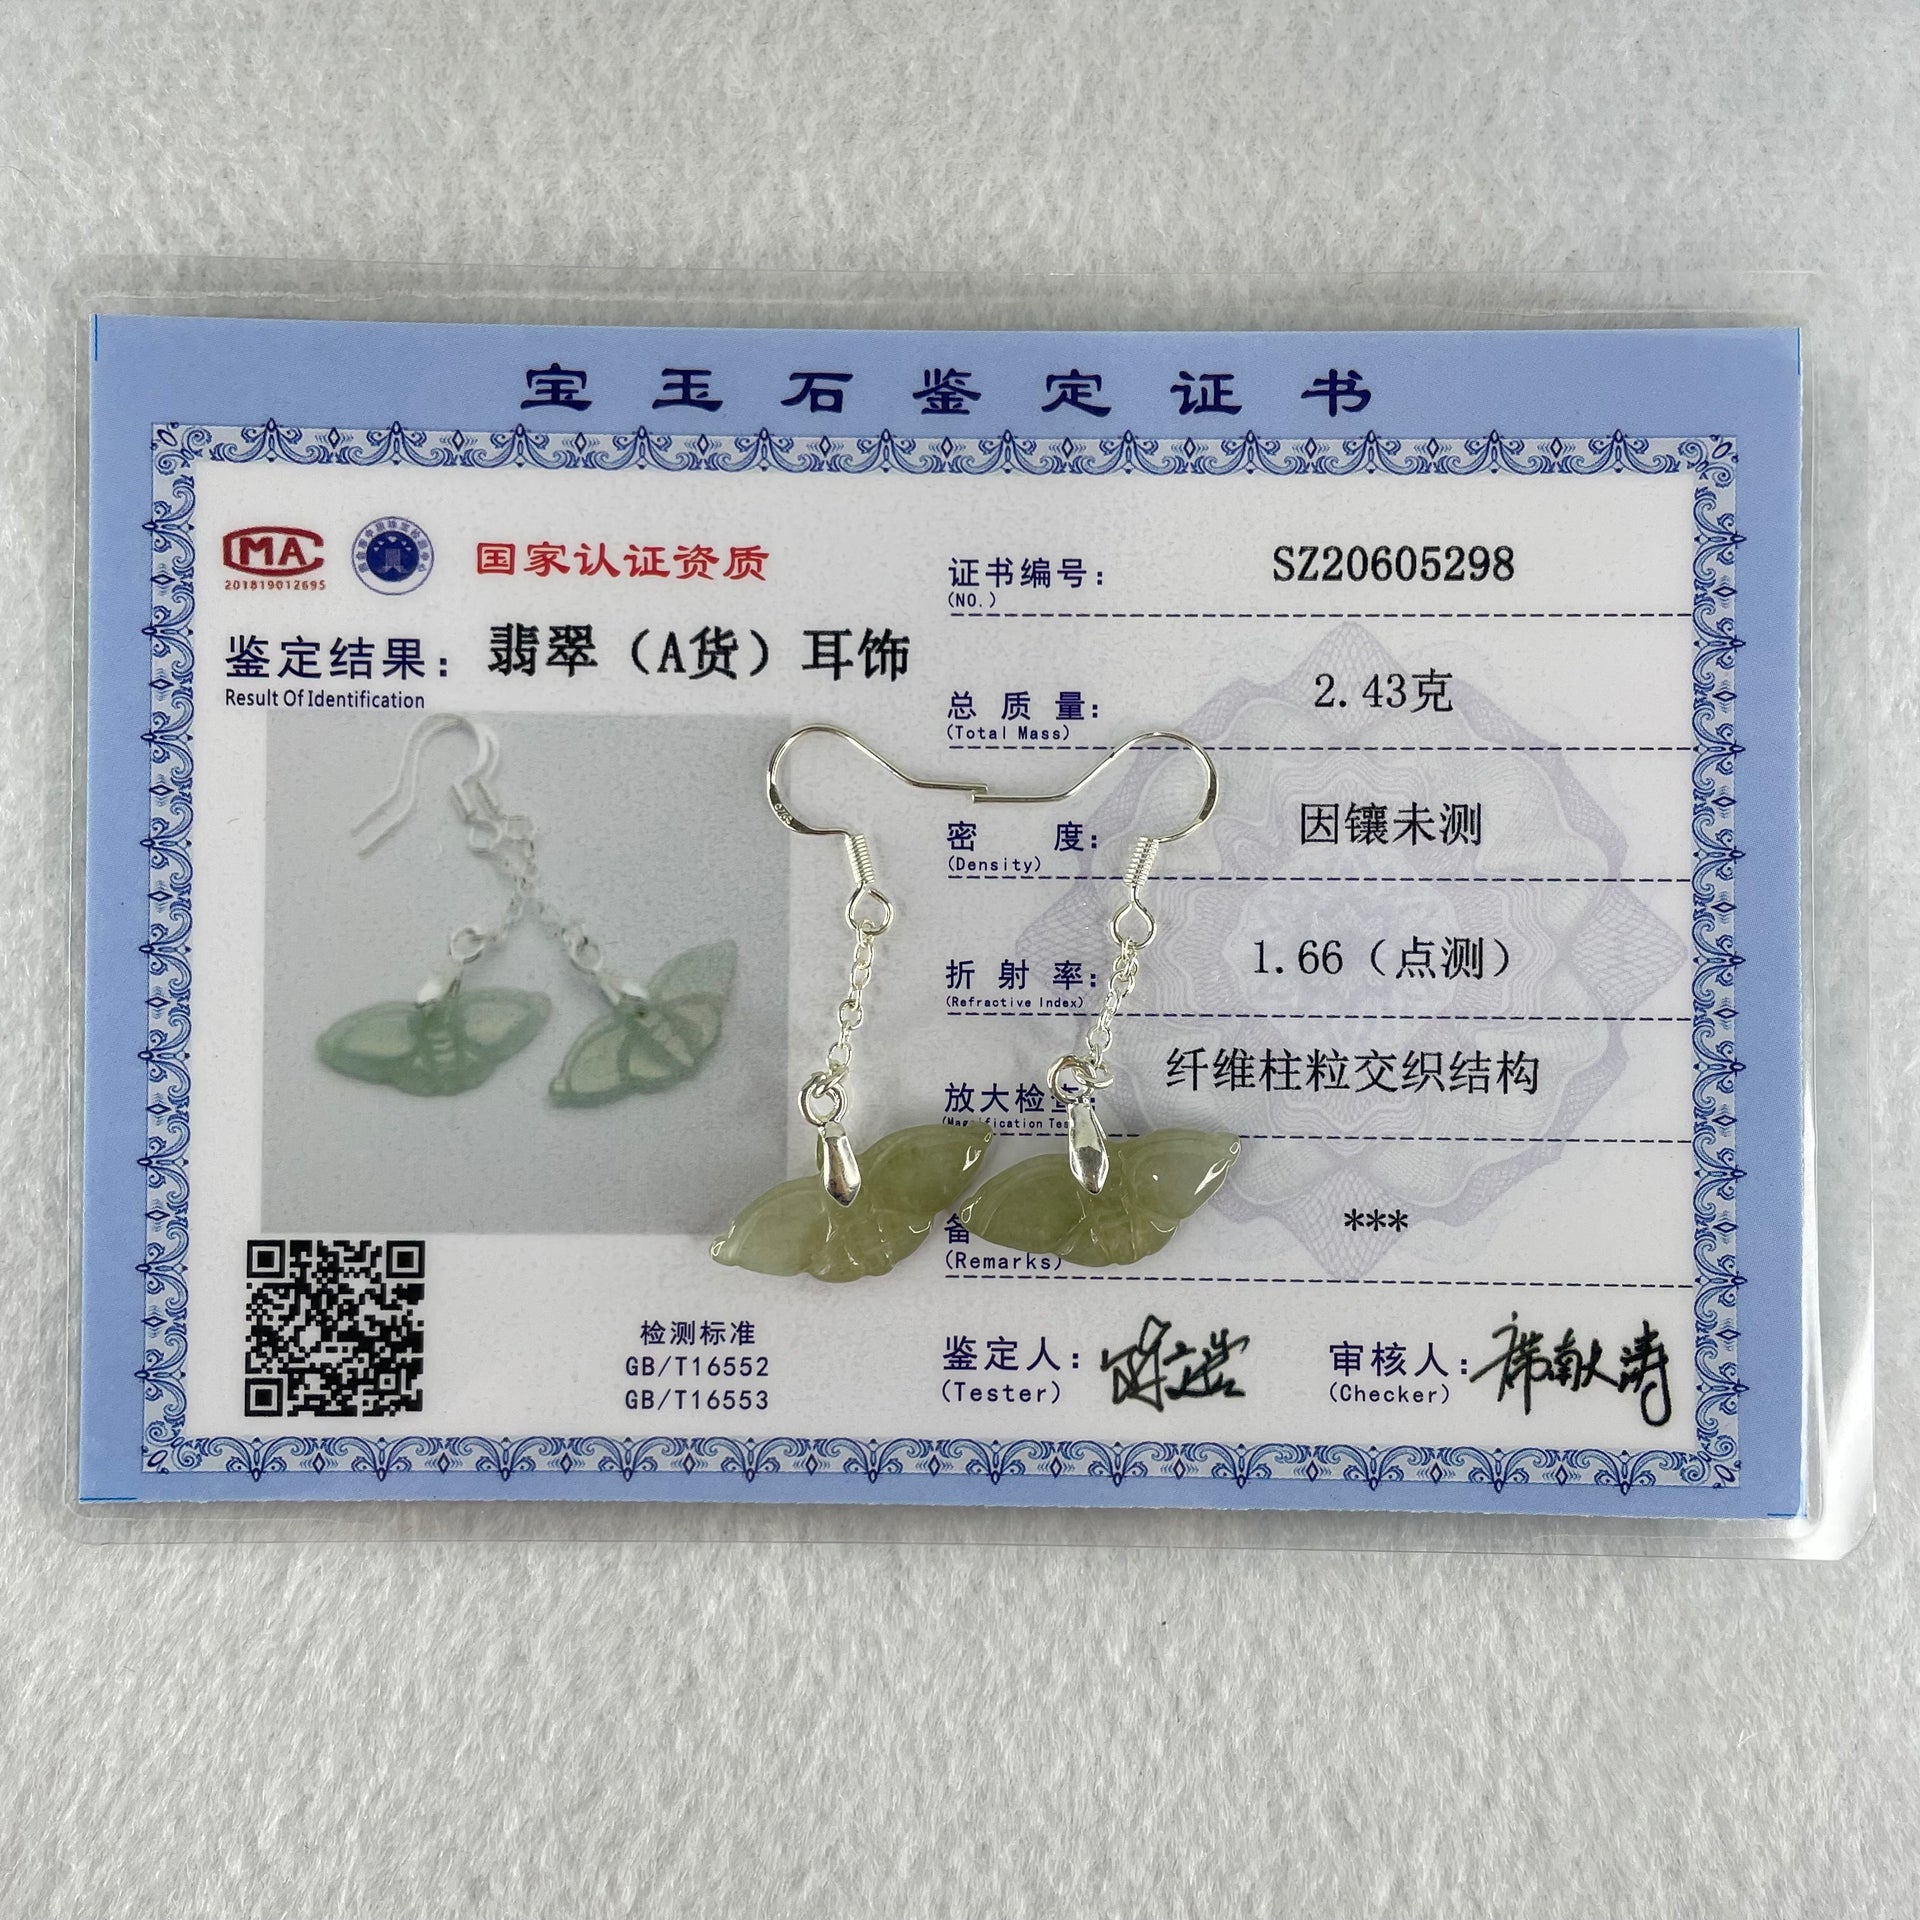 宝玉石鉴定证书
CMA
201819012695
国家认证资质
鉴定结果：翡翠（A货）耳饰
Result Of Identification
检测标准
GB/T16552
GB/T16553
证书编号： SZ20605298
(NO.)
总质量： 2.43克
(Total Mass)
密度： 因镶未测
(Density)
折射率： 1.66（点测）
(Refractive Index)
放大检查： 纤维柱粒交织结构
备 ***
(Remarks)
鉴定人： 审核人：
(Tester) (Checker)